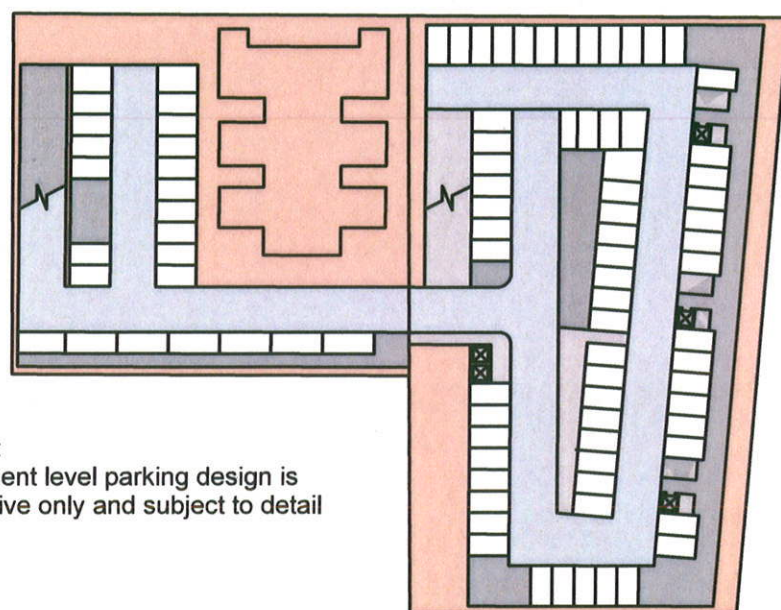 ent level parking design is
ive only and subject to detail